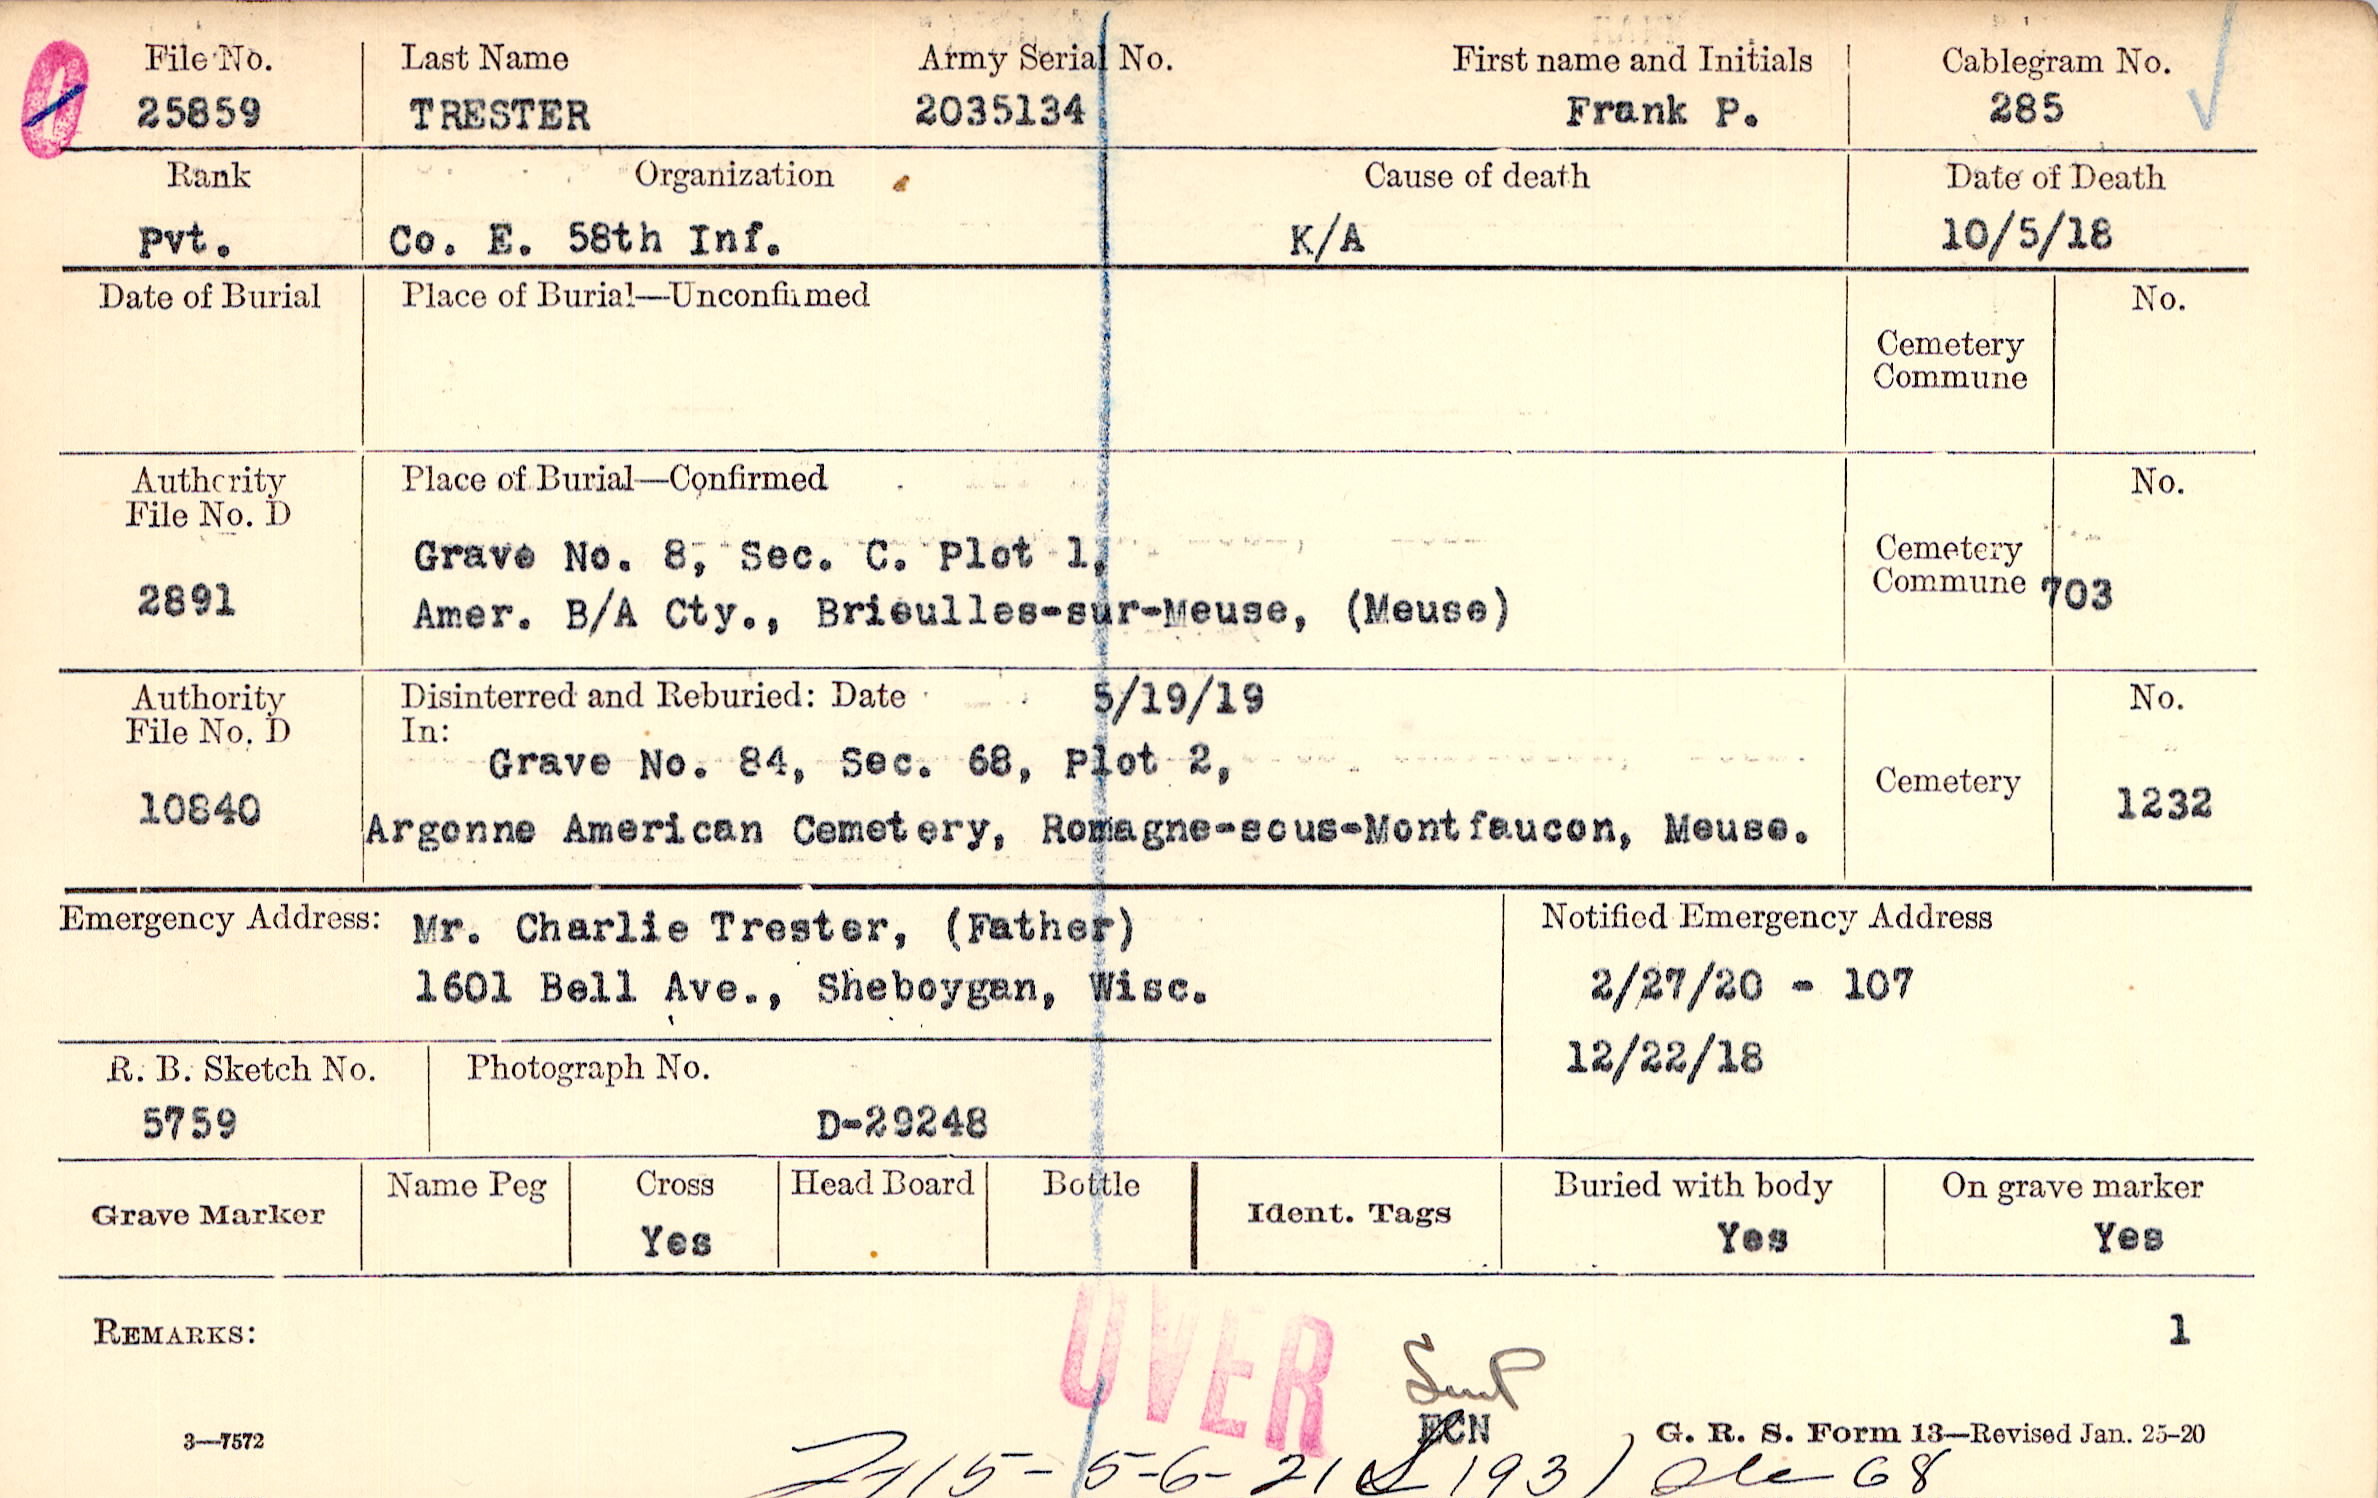 File No. Last Name Army Serial No. First name and Initials Cablegram No.
25859 TRESTER 2035134 Frank P. 285
Rank Organization Cause of death Date of Death
Pvt. Co. E. 58th Inf. K/A 10/5/18
Date of Burial Place of Burial—Unconfirmed No.
Cemetery
Commune
Authority Place of Burial—Confirmed No.
File No. D
Grave No. 8, Sec. C. Plot 1, Cemetery
2891 Amer. B/A Cty., Brieulles-sur-Meuse, (Meuse) Commune 703
Authority Disinterred and Reburied: Date 5/19/19 No.
File No. D In:
Grave No. 84, Sec. 68, Plot 2, Cemetery
10840 Argonne American Cemetery, Romagne-sous-Montfaucon, Meuse. 1232
Emergency Address: Mr. Charlie Trester, (Father) Notified Emergency Address
1601 Bell Ave., Sheboygan, Wisc. 2/27/20 - 107
12/22/18
R. B. Sketch No. Photograph No.
5759 D-29248
Grave Marker Name Peg Cross Head Board Bottle Ident. Tags Buried with body On grave marker
Yes Yes Yes
REMARKS: 1
OVER
ECN
3—7572 G. R. S. Form 13—Revised Jan. 25-20
5-6-21 193 68